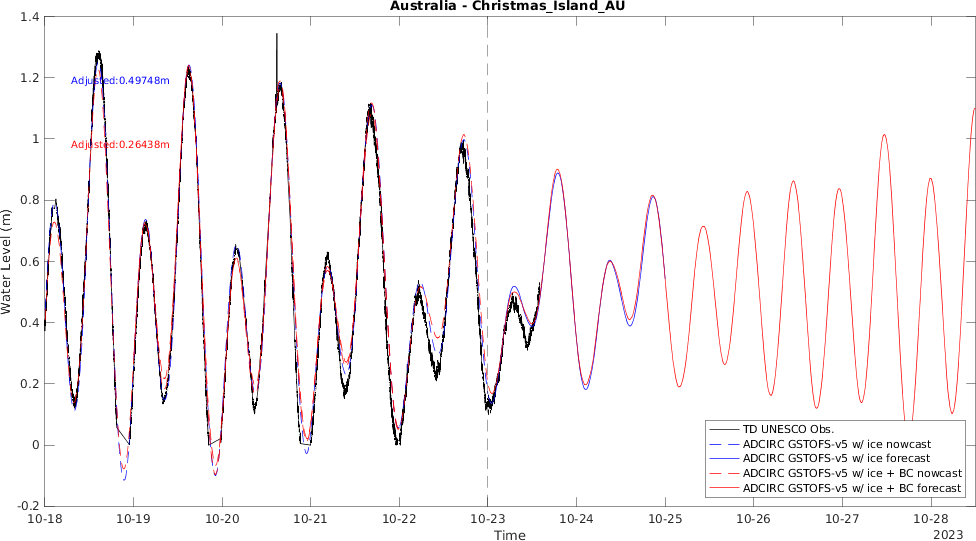 Australia - Christmas_Island_AU
1.4
1.2
1
0.8
0.6
0.4
0.2
0
-0.2
Water Level (m)
Adjusted:0.49748m
Adjusted:0.26438m
TD UNESCO Obs.
ADCIRC GSTOFS-v5 w/ ice nowcast
ADCIRC GSTOFS-v5 w/ ice forecast
ADCIRC GSTOFS-v5 w/ ice + BC nowcast
ADCIRC GSTOFS-v5 w/ ice + BC forecast
10-18 10-19 10-20 10-21 10-22 10-23 10-24 10-25 10-26 10-27 10-28
Time
2023